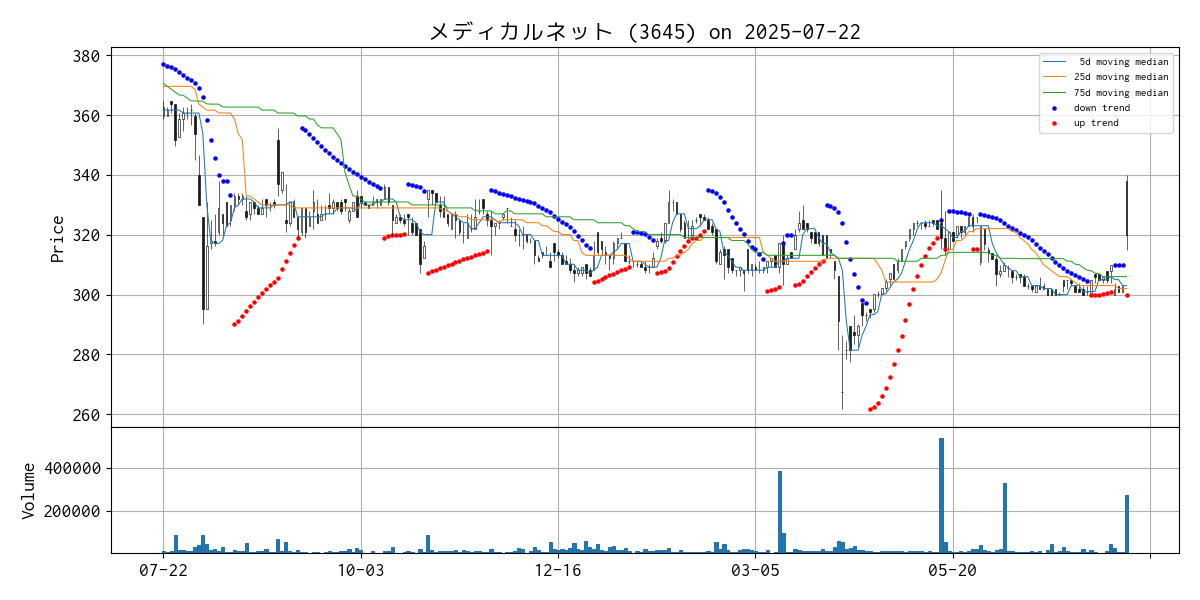 メディカルネット (3645) on 2025-07-22
380
360
340
320
300
280
260
Price
5d moving median
25d moving median
75d moving median
down trend
up trend
400000
200000
Volume
07-22
10-03
12-16
03-05
05-20